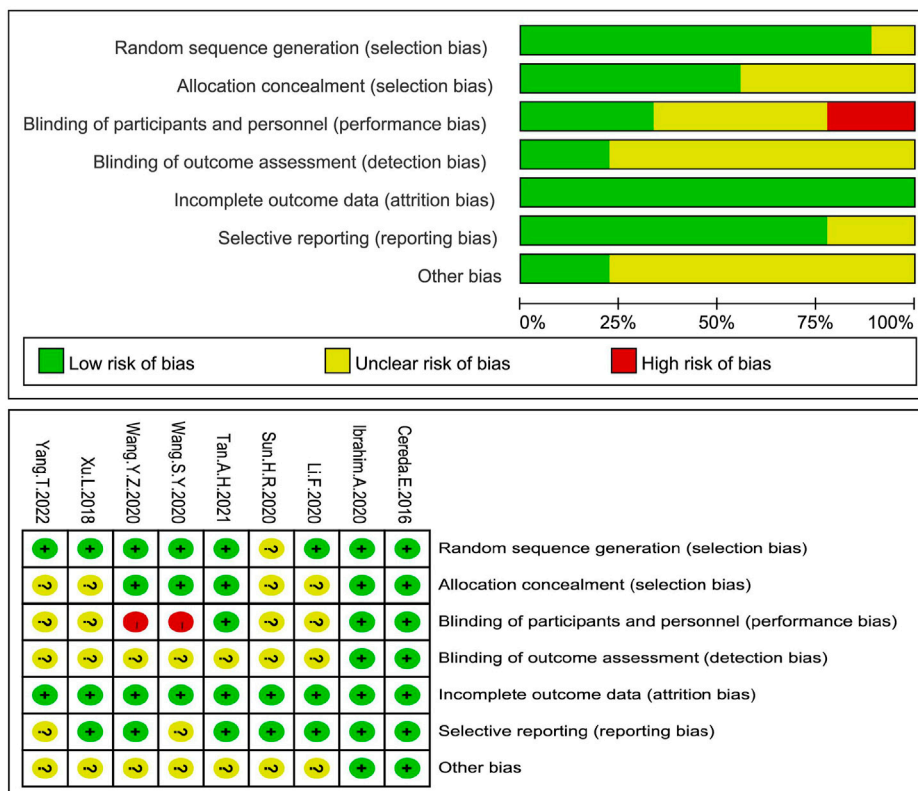 Random sequence generation (selection bias)
Allocation concealment (selection bias)
Blinding of participants and personnel (performance bias)
Blinding of outcome assessment (detection bias)
Incomplete outcome data (attrition bias)
Selective reporting (reporting bias)
Other bias
0% 25% 50% 75% 100%
Low risk of bias Unclear risk of bias High risk of bias
Yang.T.2022 Xu.L.2018 Wang.Y.Z.2020 Wang.S.Y.2020 Tan.A.H.2021 Sun.H.R.2020 Li.F.2020 Ibrahim.A.2020 Cereda.E.2016
+ + + + + ? + + + Random sequence generation (selection bias)
? ? + + + ? ? + + Allocation concealment (selection bias)
? ? – – + ? ? + + Blinding of participants and personnel (performance bias)
? ? ? ? ? ? ? + + Blinding of outcome assessment (detection bias)
+ + + + + + + + + Incomplete outcome data (attrition bias)
? + + ? + + + + + Selective reporting (reporting bias)
? ? ? ? ? ? ? + + Other bias